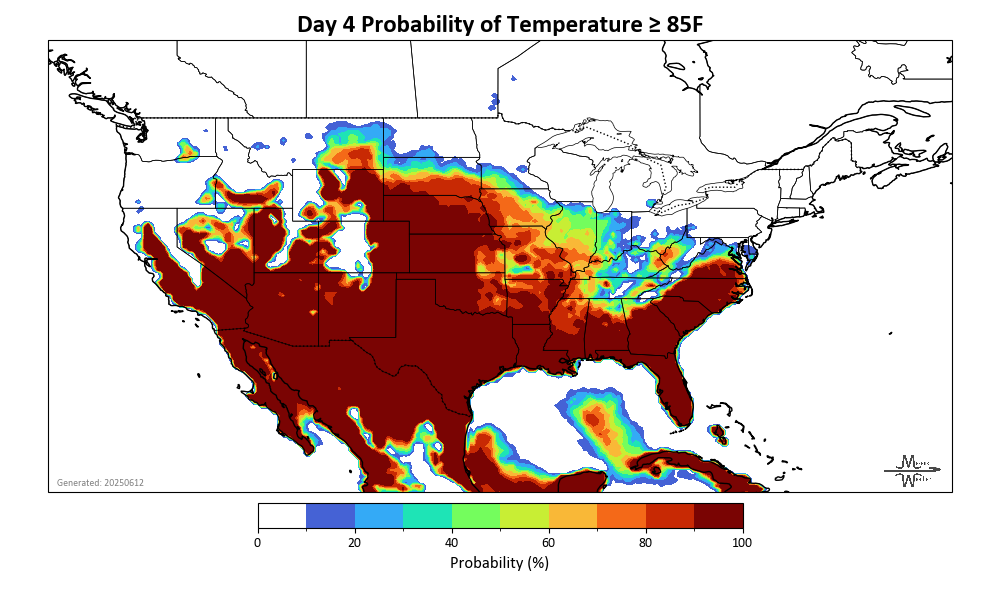 Day 4 Probability of Temperature ≥ 85F
Generated: 20250612
0 20 40 60 80 100
Probability (%)